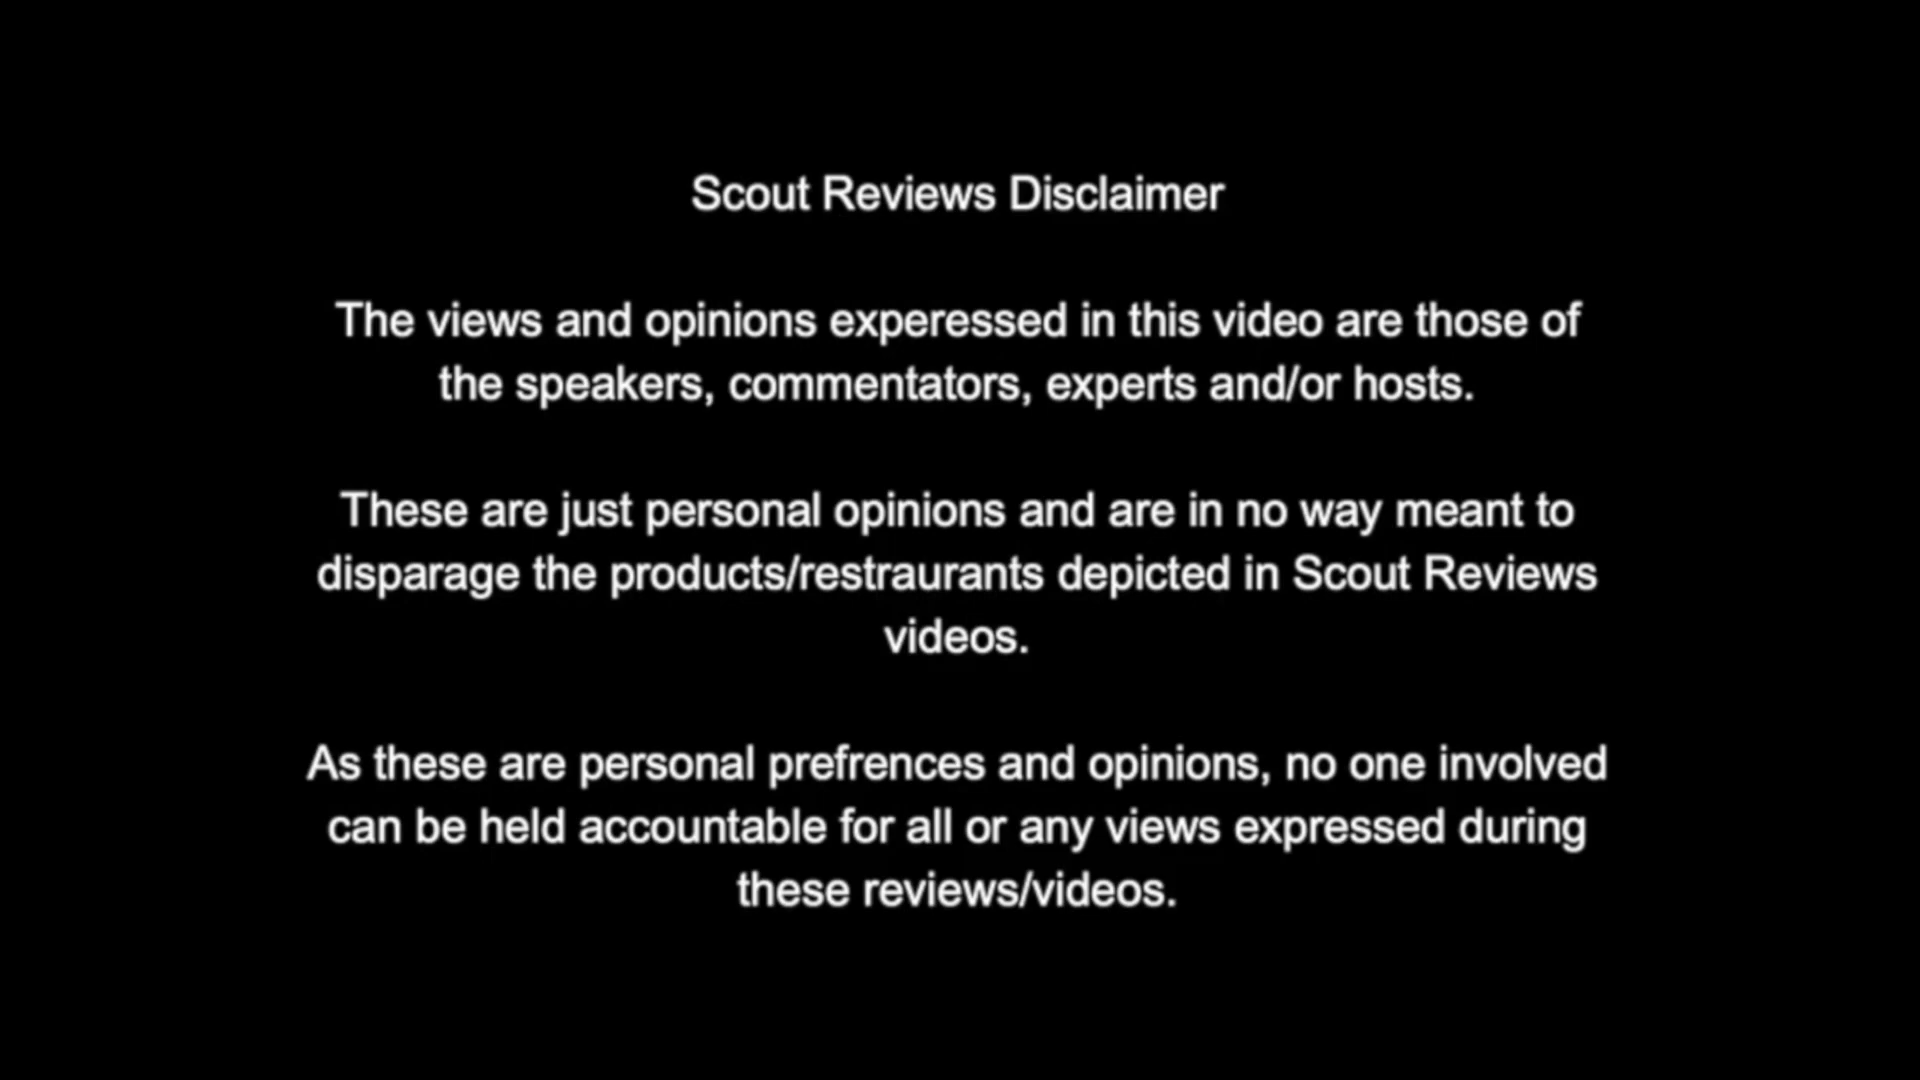 Scout Reviews Disclaimer
The views and opinions experessed in this video are those of
the speakers, commentators, experts and/or hosts.
These are just personal opinions and are in no way meant to
disparage the products/restraurants depicted in Scout Reviews
videos.
As these are personal prefrences and opinions, no one involved
can be held accountable for all or any views expressed during
these reviews/videos.